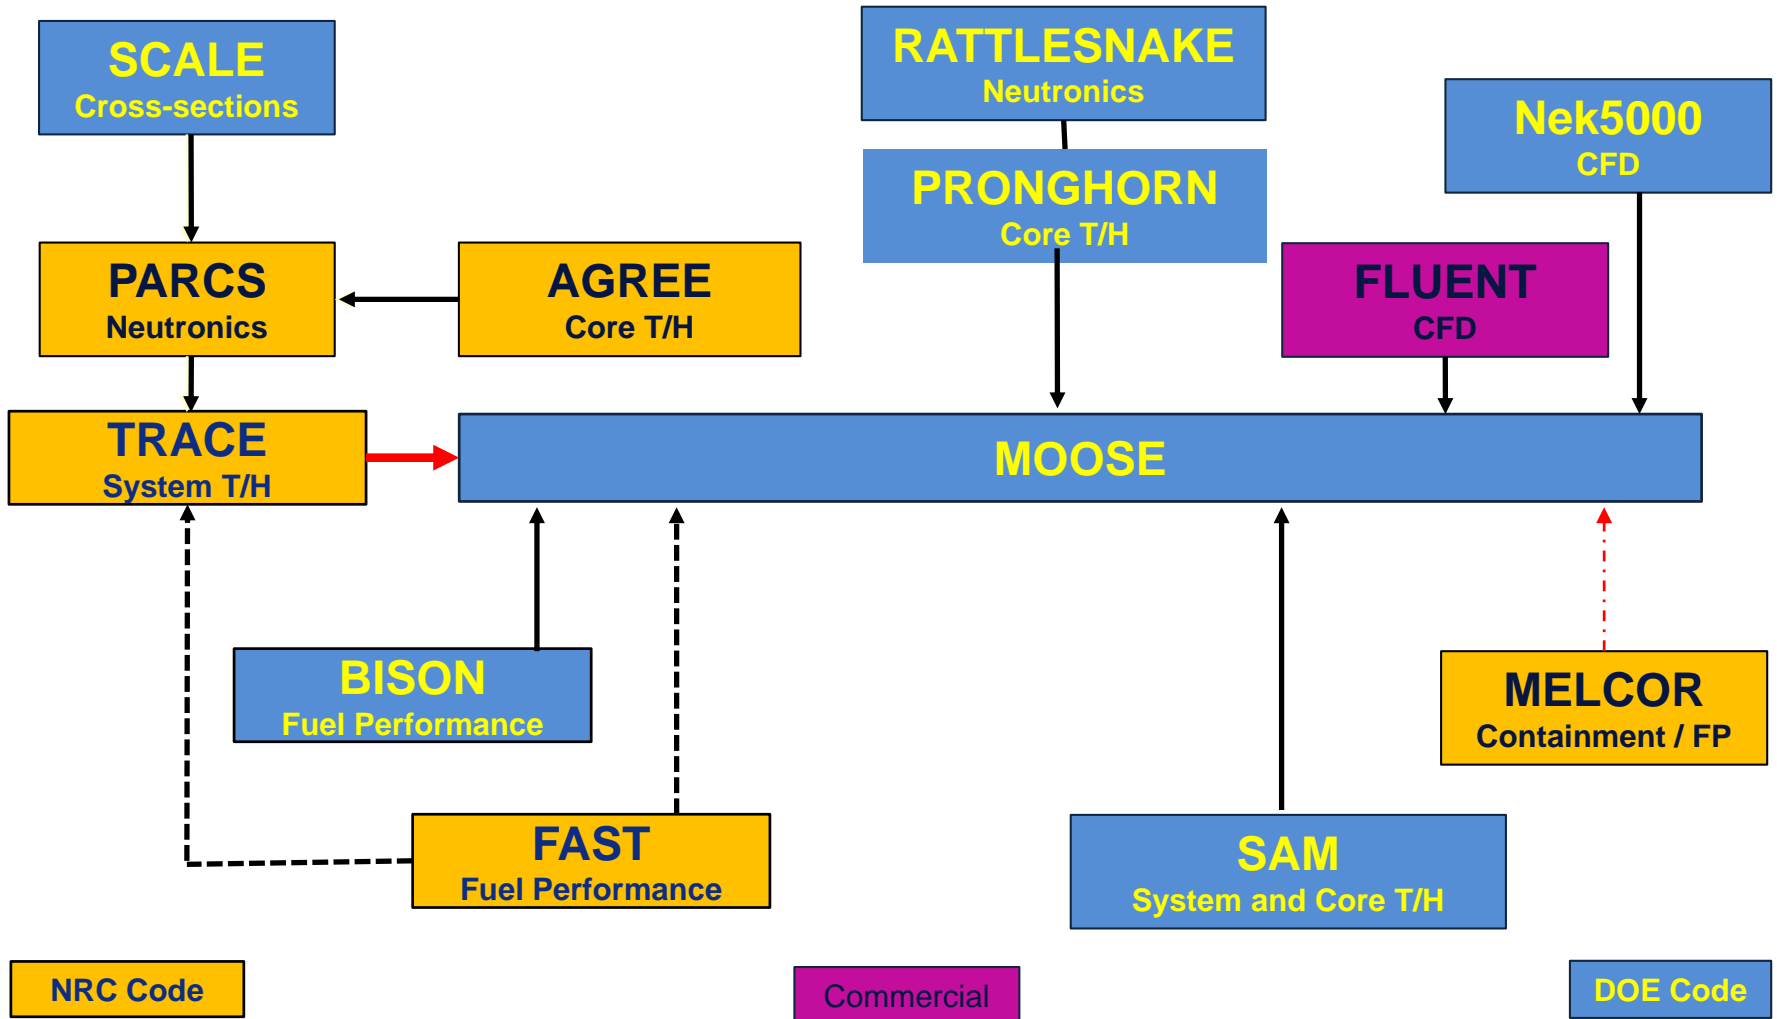 SCALE
Cross-sections
RATTLESNAKE
Neutronics
Nek5000
CFD
PRONGHORN
Core T/H
PARCS
Neutronics
AGREE
Core T/H
FLUENT
CFD
TRACE
System T/H
MOOSE
BISON
Fuel Performance
MELCOR
Containment / FP
FAST
Fuel Performance
SAM
System and Core T/H
NRC Code
Commercial
DOE Code